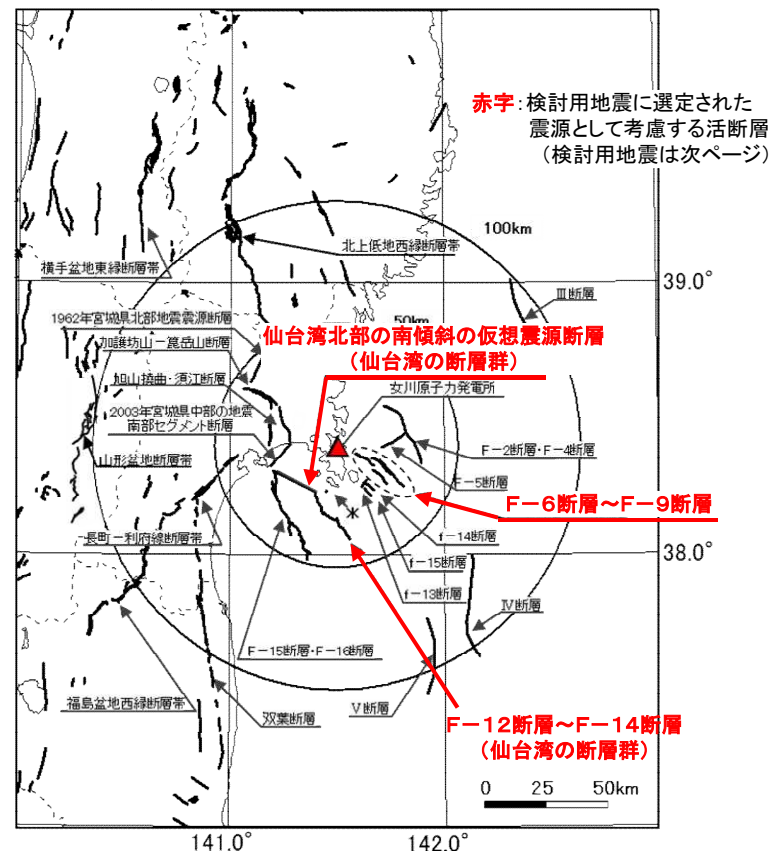 赤字：検討用地震に選定された
震源として考慮する活断層
（検討用地震は次ページ）
100km
北上低地西縁断層帯
横手盆地東縁断層帯
39.0°
Ⅲ断層
1962年宮城県北部地震震源断層
50km
仙台湾北部の南傾斜の仮想震源断層
（仙台湾の断層群）
加護坊山－箟岳山断層
旭山撓曲・須江断層
女川原子力発電所
2003年宮城県中部の地震
南部セグメント断層
F－2断層・F－4断層
山形盆地断層帯
F－5断層
F－6断層～F－9断層
f－14断層
長町－利府線断層帯
38.0°
f－15断層
f－13断層
Ⅳ断層
F－15断層・F－16断層
福島盆地西縁断層帯
双葉断層
Ⅴ断層
F－12断層～F－14断層
（仙台湾の断層群）
0 25 50km
141.0° 142.0°